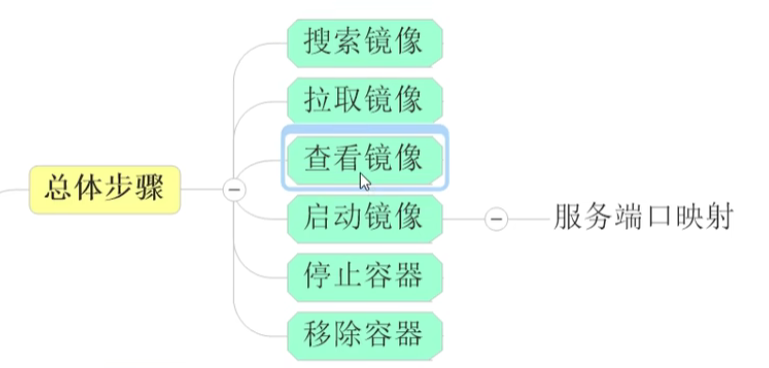 搜索镜像
拉取镜像
查看镜像
总体步骤
启动镜像
服务端口映射
停止容器
移除容器